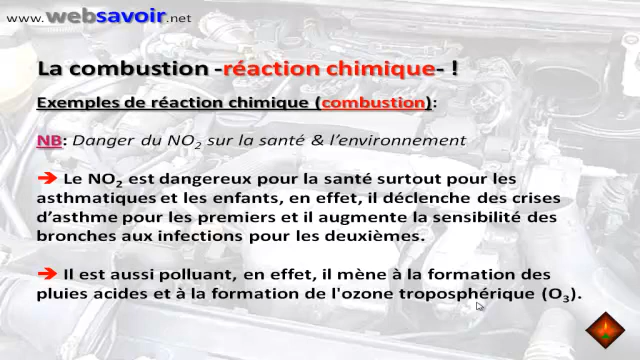 www.websavoir.net
La combustion -réaction chimique- !
Exemples de réaction chimique (combustion):
NB: Danger du NO₂ sur la santé & l’environnement
➔ Le NO₂ est dangereux pour la santé surtout pour les
asthmatiques et les enfants, en effet, il déclenche des crises
d’asthme pour les premiers et il augmente la sensibilité des
bronches aux infections pour les deuxièmes.
➔ Il est aussi polluant, en effet, il mène à la formation des
pluies acides et à la formation de l'ozone troposphérique (O₃).